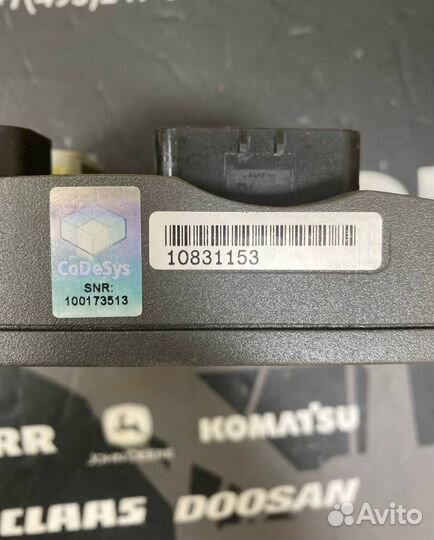 CoDeSys
SNR:
100173513
10831153
RR
JOHN DEERE
KOMATSU
CLAAS
DOOSAN
Avito